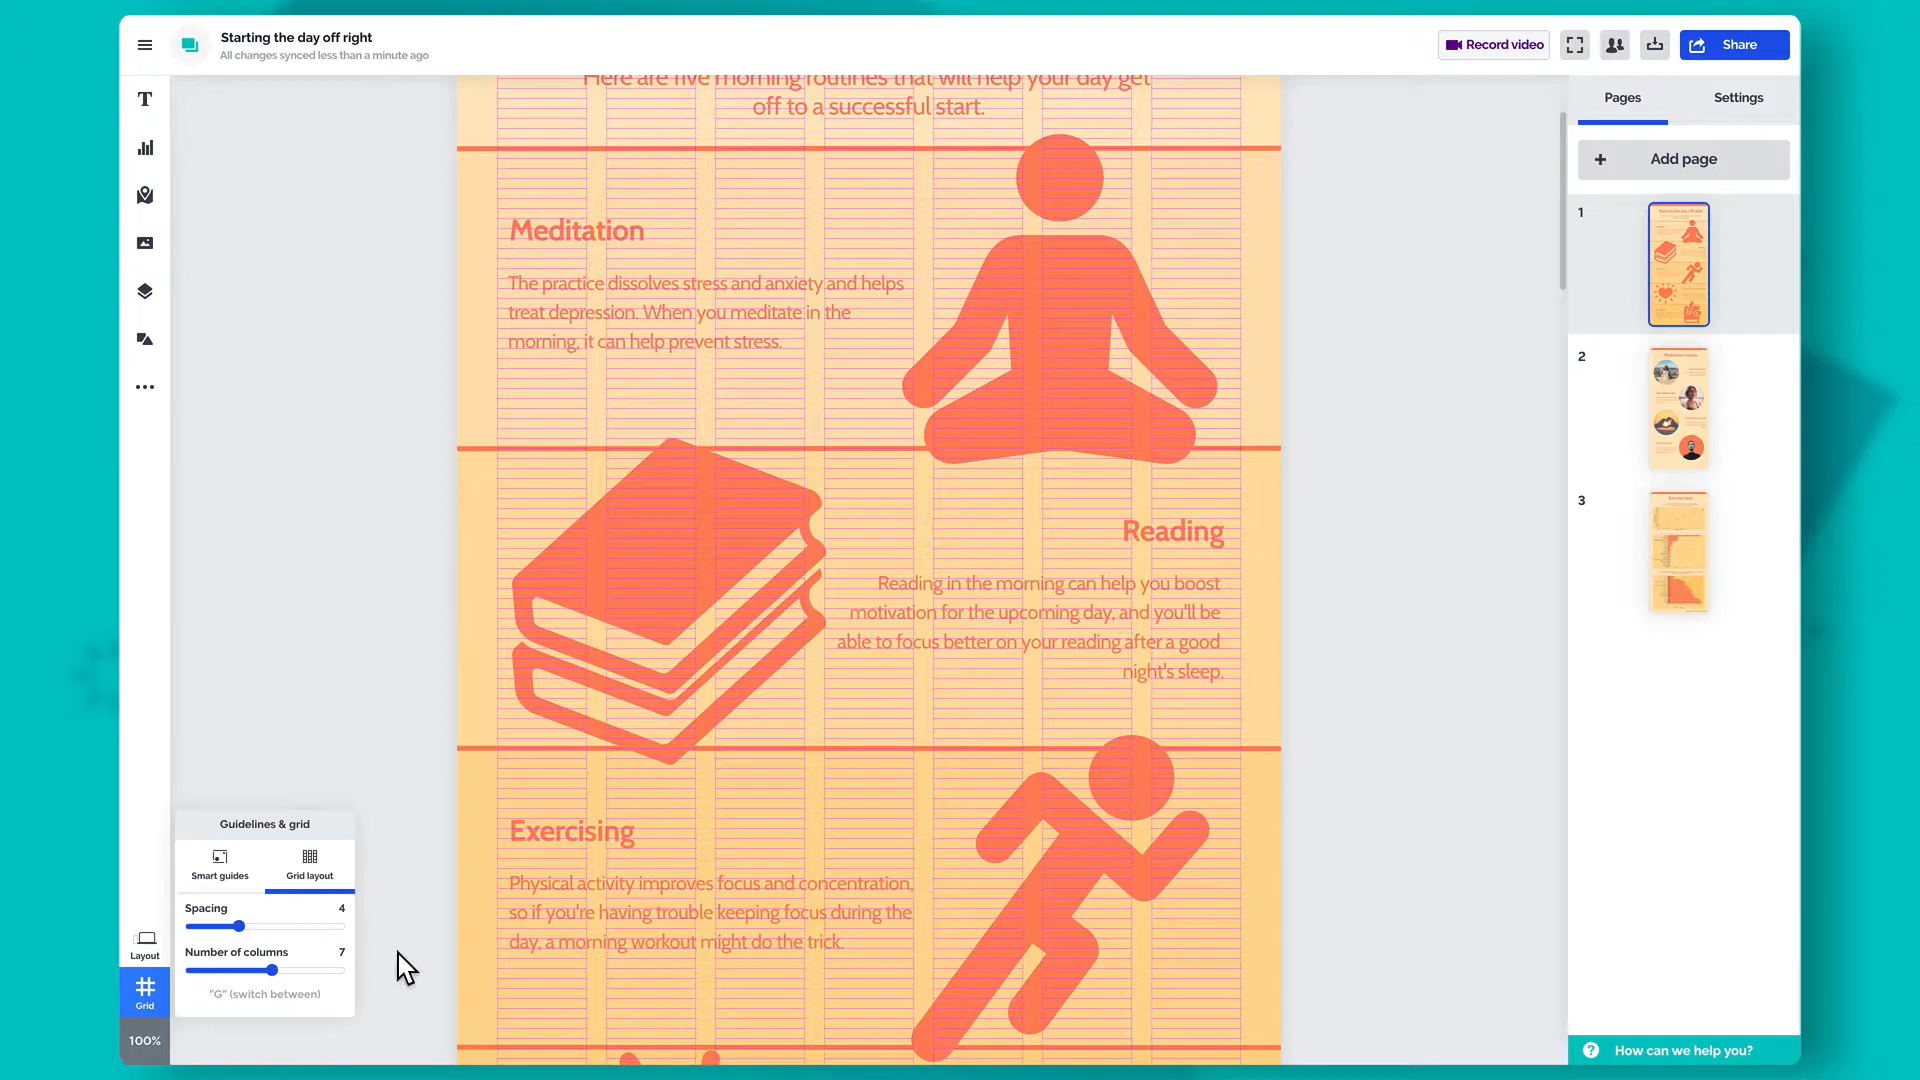 Starting the day off right
All changes synced less than a minute ago
Record video
Share
Here are five morning routines that will help your day get
off to a successful start.
Meditation
The practice dissolves stress and anxiety and helps
treat depression. When you meditate in the
morning, it can help prevent stress.
Reading
Reading in the morning can help you boost
motivation for the upcoming day, and you'll be
able to focus better on your reading after a good
night's sleep.
Exercising
Physical activity improves focus and concentration,
so if you're having trouble keeping focus during the
day, a morning workout might do the trick.
Guidelines & grid
Smart guides
Grid layout
Spacing 4
Number of columns 7
"G" (switch between)
Layout
Grid
100%
Pages
Settings
+ Add page
1
Starting the day off right
2
3
? How can we help you?